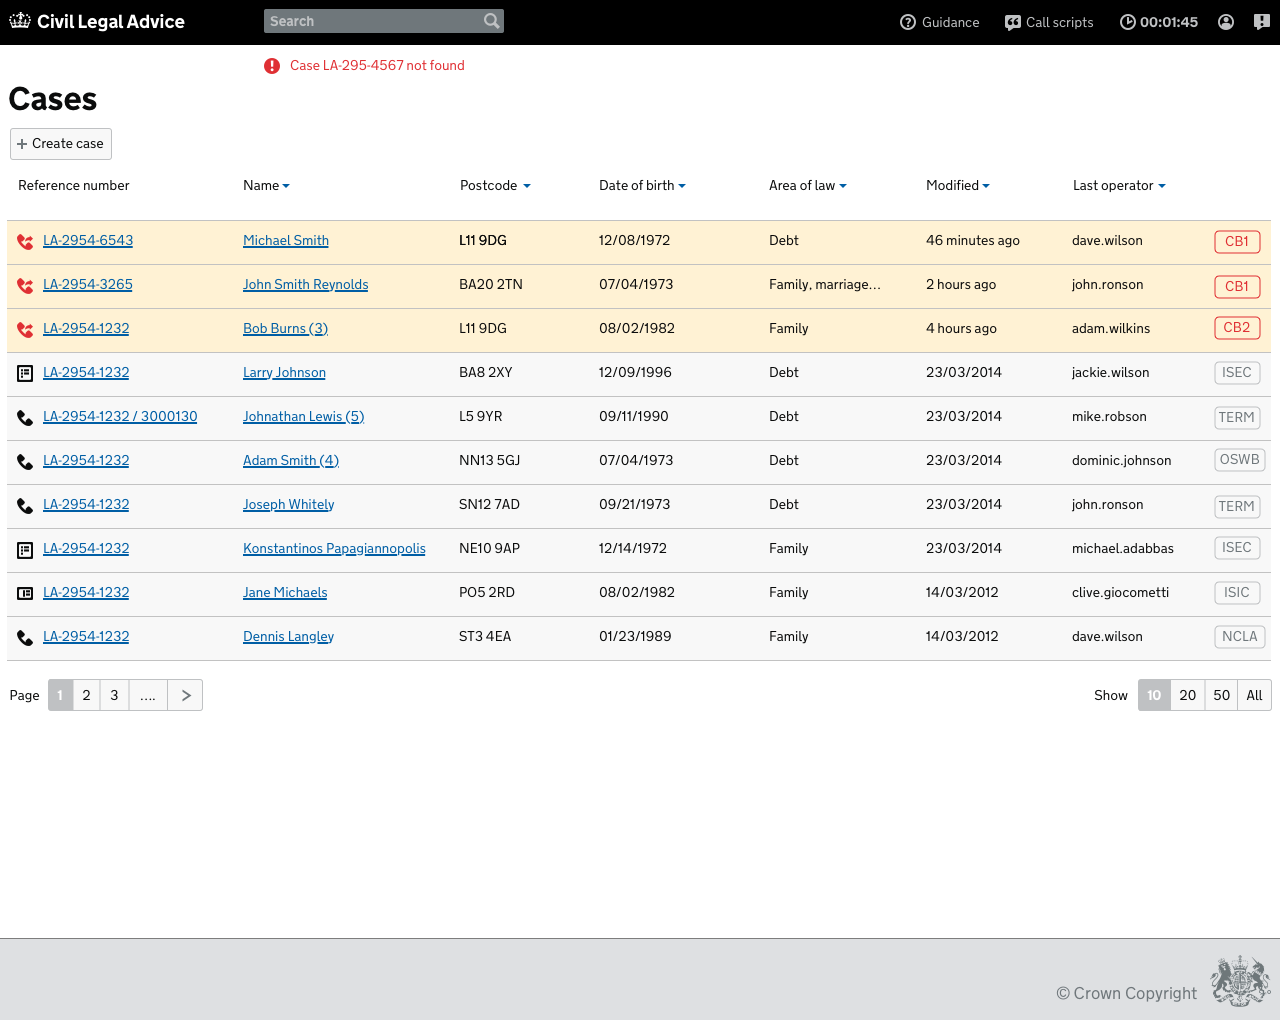 Civil Legal Advice Search Guidance Call scripts 00:01:45
Case LA-295-4567 not found
Cases
+ Create case
Reference number Name Postcode Date of birth Area of law Modified Last operator
LA-2954-6543 Michael Smith L11 9DG 12/08/1972 Debt 46 minutes ago dave.wilson CB1
LA-2954-3265 John Smith Reynolds BA20 2TN 07/04/1973 Family, marriage... 2 hours ago john.ronson CB1
LA-2954-1232 Bob Burns (3) L11 9DG 08/02/1982 Family 4 hours ago adam.wilkins CB2
LA-2954-1232 Larry Johnson BA8 2XY 12/09/1996 Debt 23/03/2014 jackie.wilson ISEC
LA-2954-1232 / 3000130 Johnathan Lewis (5) L5 9YR 09/11/1990 Debt 23/03/2014 mike.robson TERM
LA-2954-1232 Adam Smith (4) NN13 5GJ 07/04/1973 Debt 23/03/2014 dominic.johnson OSWB
LA-2954-1232 Joseph Whitely SN12 7AD 09/21/1973 Debt 23/03/2014 john.ronson TERM
LA-2954-1232 Konstantinos Papagiannopolis NE10 9AP 12/14/1972 Family 23/03/2014 michael.adabbas ISEC
LA-2954-1232 Jane Michaels PO5 2RD 08/02/1982 Family 14/03/2012 clive.giocometti ISIC
LA-2954-1232 Dennis Langley ST3 4EA 01/23/1989 Family 14/03/2012 dave.wilson NCLA
Page 1 2 3 .... > Show 10 20 50 All
© Crown Copyright